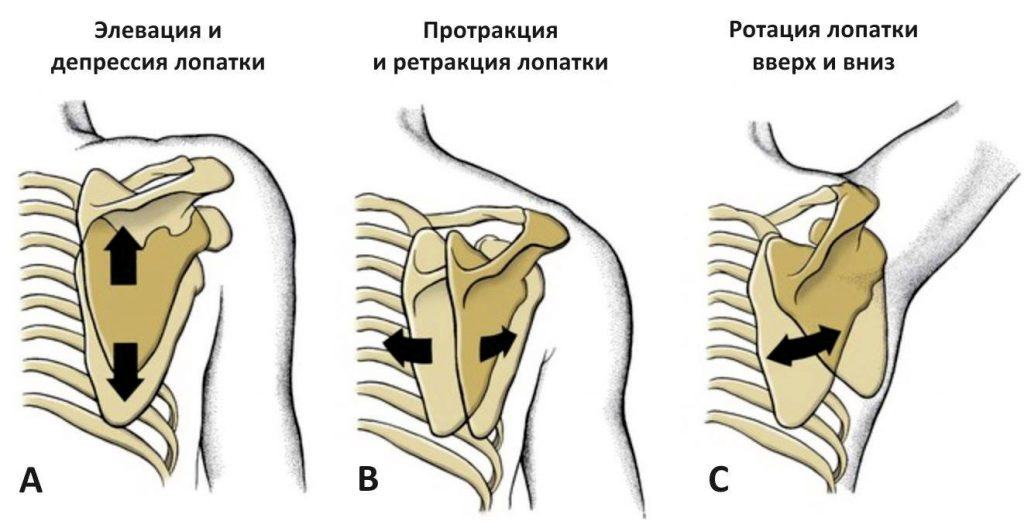 Элевация и
депрессия лопатки
Протракция
и ретракция лопатки
Ротация лопатки
вверх и вниз
A
B
C